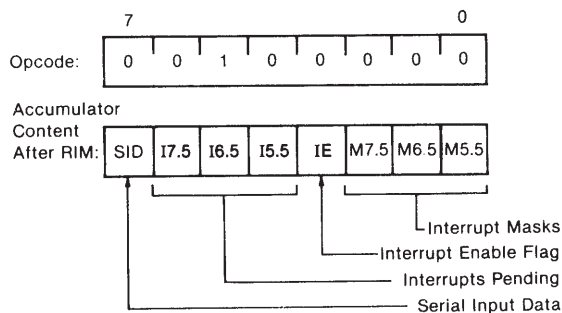 7 0
Opcode: 0 0 1 0 0 0 0 0
Accumulator
Content
After RIM: SID I7.5 I6.5 I5.5 IE M7.5 M6.5 M5.5
Interrupt Masks
Interrupt Enable Flag
Interrupts Pending
Serial Input Data